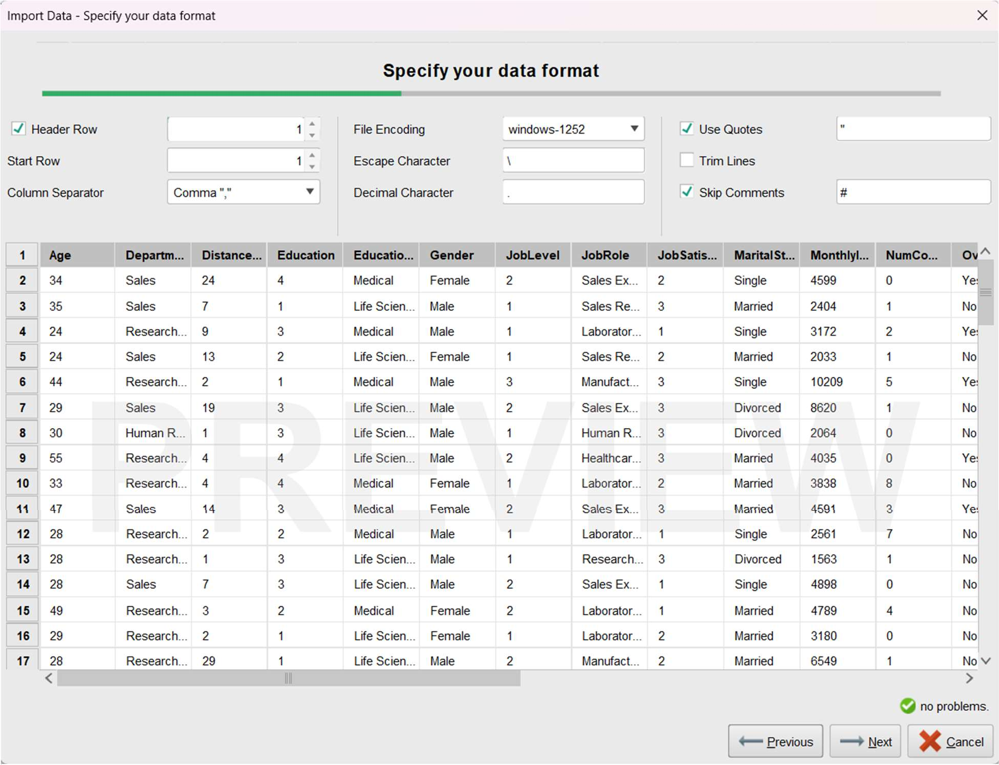 Import Data - Specify your data format
Specify your data format
Header Row 1 File Encoding windows-1252 Use Quotes "
Start Row 1 Escape Character \ Trim Lines
Column Separator Comma "," Decimal Character . Skip Comments #
1 Age Departm... Distance... Education Educatio... Gender JobLevel JobRole JobSatis... MaritalSt... MonthlyI... NumCo... Ov
2 34 Sales 24 4 Medical Female 2 Sales Ex... 2 Single 4599 0 Yes
3 35 Sales 7 1 Life Scien... Male 1 Sales Re... 3 Married 2404 1 No
4 24 Research... 9 3 Medical Male 1 Laborator... 1 Single 3172 2 Yes
5 24 Sales 13 2 Life Scien... Female 1 Sales Re... 2 Married 2033 1 No
6 44 Research... 2 1 Medical Male 3 Manufact... 3 Single 10209 5 Yes
7 29 Sales 19 3 Life Scien... Male 2 Sales Ex... 3 Divorced 8620 1 No
8 30 Human R... 1 3 Life Scien... Male 1 Human R... 3 Divorced 2064 0 No
9 55 Research... 4 4 Life Scien... Male 2 Healthcar... 3 Married 4035 0 Yes
10 33 Research... 4 4 Medical Female 1 Laborator... 2 Married 3838 8 No
11 47 Sales 14 3 Medical Female 2 Sales Ex... 3 Married 4591 3 Yes
12 28 Research... 2 2 Medical Male 1 Laborator... 1 Single 2561 7 No
13 28 Research... 1 3 Life Scien... Male 1 Research... 3 Divorced 1563 1 No
14 28 Sales 7 3 Life Scien... Male 2 Sales Ex... 1 Single 4898 0 No
15 49 Research... 3 2 Medical Female 2 Laborator... 1 Married 4789 4 No
16 29 Research... 2 1 Life Scien... Female 1 Laborator... 2 Married 3180 0 No
17 28 Research... 29 1 Life Scien... Male 2 Manufact... 2 Married 6549 1 No
PREVIEW
no problems.
Previous Next Cancel